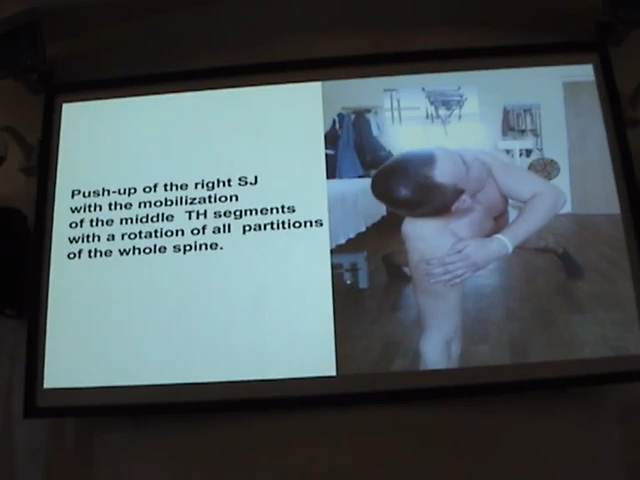 Push-up of the right SJ
with the mobilization
of the middle TH segments
with a rotation of all partitions
of the whole spine.